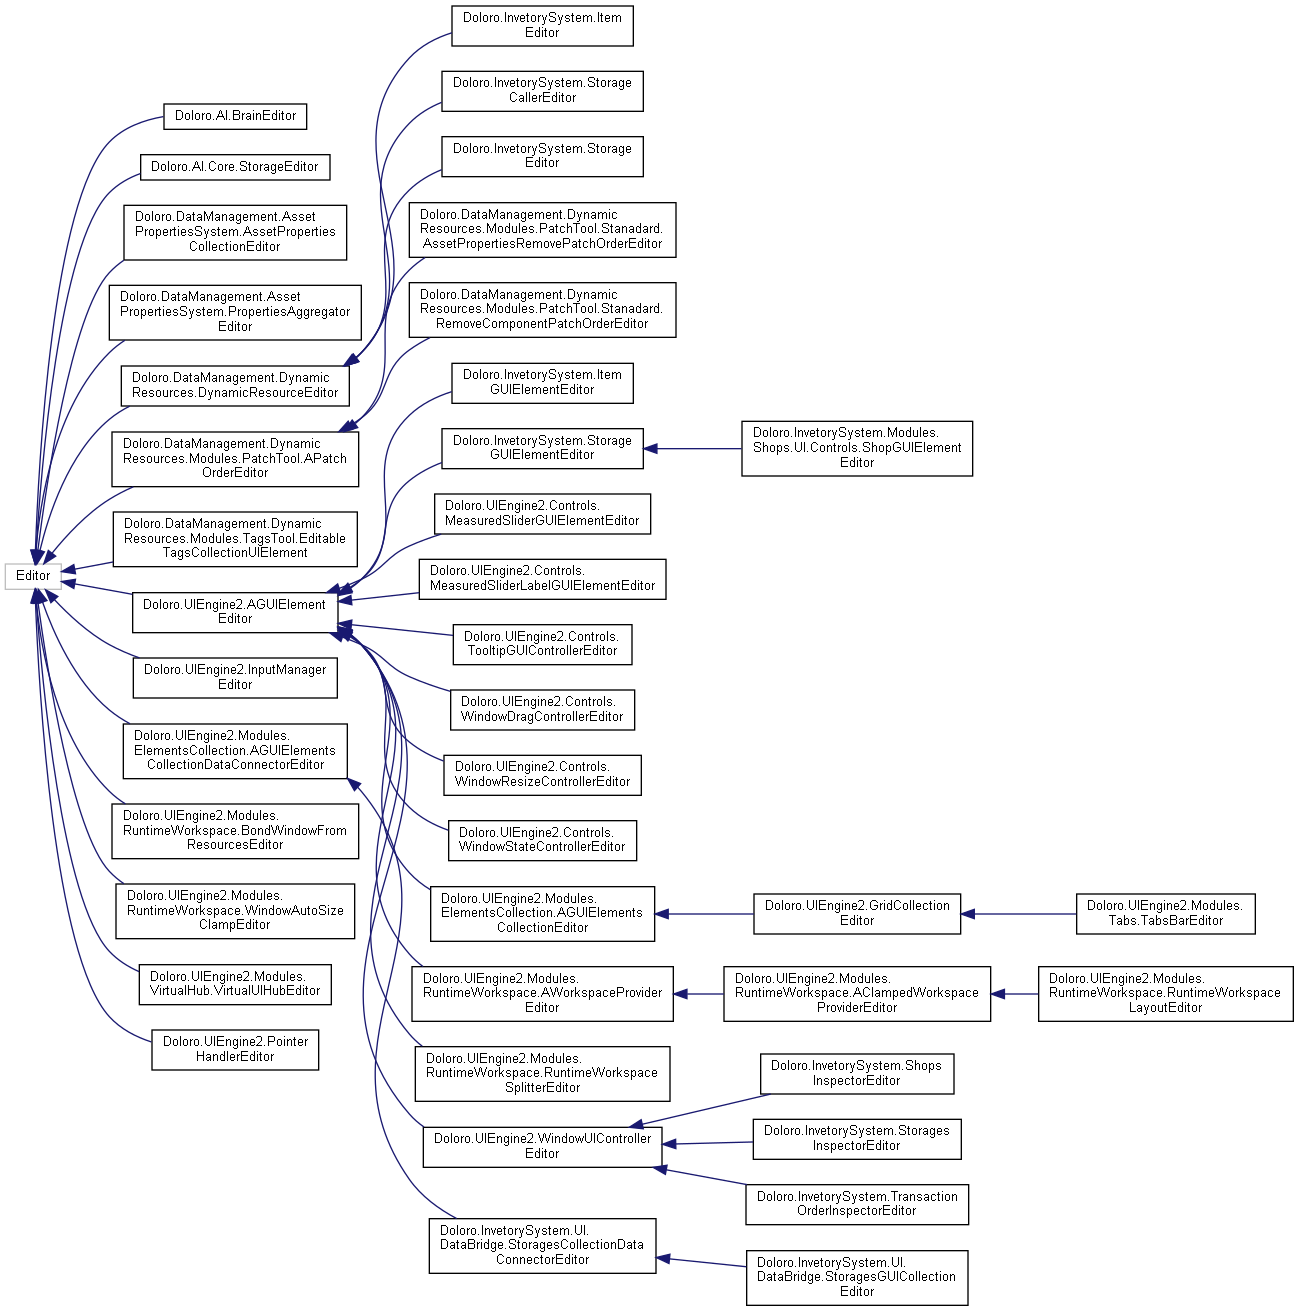 Editor
Doloro.AI.BrainEditor
Doloro.AI.Core.StorageEditor
Doloro.DataManagement.Asset
PropertiesSystem.AssetProperties
CollectionEditor
Doloro.DataManagement.Asset
PropertiesSystem.PropertiesAggregator
Editor
Doloro.DataManagement.Dynamic
Resources.DynamicResourceEditor
Doloro.DataManagement.Dynamic
Resources.Modules.PatchTool.APatch
OrderEditor
Doloro.DataManagement.Dynamic
Resources.Modules.TagsTool.Editable
TagsCollectionUIElement
Doloro.UIEngine2.AGUIElement
Editor
Doloro.UIEngine2.InputManager
Editor
Doloro.UIEngine2.Modules.
ElementsCollection.AGUIElements
CollectionDataConnectorEditor
Doloro.UIEngine2.Modules.
RuntimeWorkspace.BondWindowFrom
ResourcesEditor
Doloro.UIEngine2.Modules.
RuntimeWorkspace.WindowAutoSize
ClampEditor
Doloro.UIEngine2.Modules.
VirtualHub.VirtualUIHubEditor
Doloro.UIEngine2.Pointer
HandlerEditor
Doloro.InvetorySystem.Item
Editor
Doloro.InvetorySystem.Storage
CallerEditor
Doloro.InvetorySystem.Storage
Editor
Doloro.DataManagement.Dynamic
Resources.Modules.PatchTool.Stanadard.
AssetPropertiesRemovePatchOrderEditor
Doloro.DataManagement.Dynamic
Resources.Modules.PatchTool.Stanadard.
RemoveComponentPatchOrderEditor
Doloro.InvetorySystem.Item
GUIElementEditor
Doloro.InvetorySystem.Storage
GUIElementEditor
Doloro.UIEngine2.Controls.
MeasuredSliderGUIElementEditor
Doloro.UIEngine2.Controls.
MeasuredSliderLabelGUIElementEditor
Doloro.UIEngine2.Controls.
TooltipGUIControllerEditor
Doloro.UIEngine2.Controls.
WindowDragControllerEditor
Doloro.UIEngine2.Controls.
WindowResizeControllerEditor
Doloro.UIEngine2.Controls.
WindowStateControllerEditor
Doloro.UIEngine2.Modules.
ElementsCollection.AGUIElements
CollectionEditor
Doloro.UIEngine2.Modules.
RuntimeWorkspace.AWorkspaceProvider
Editor
Doloro.UIEngine2.Modules.
RuntimeWorkspace.RuntimeWorkspace
SplitterEditor
Doloro.UIEngine2.WindowUIController
Editor
Doloro.InvetorySystem.UI.
DataBridge.StoragesCollectionData
ConnectorEditor
Doloro.InvetorySystem.Modules.
Shops.UI.Controls.ShopGUIElement
Editor
Doloro.UIEngine2.GridCollection
Editor
Doloro.UIEngine2.Modules.
RuntimeWorkspace.AClampedWorkspace
ProviderEditor
Doloro.InvetorySystem.Shops
InspectorEditor
Doloro.InvetorySystem.Storages
InspectorEditor
Doloro.InvetorySystem.Transaction
OrderInspectorEditor
Doloro.InvetorySystem.UI.
DataBridge.StoragesGUICollection
Editor
Doloro.UIEngine2.Modules.
Tabs.TabsBarEditor
Doloro.UIEngine2.Modules.
RuntimeWorkspace.RuntimeWorkspace
LayoutEditor